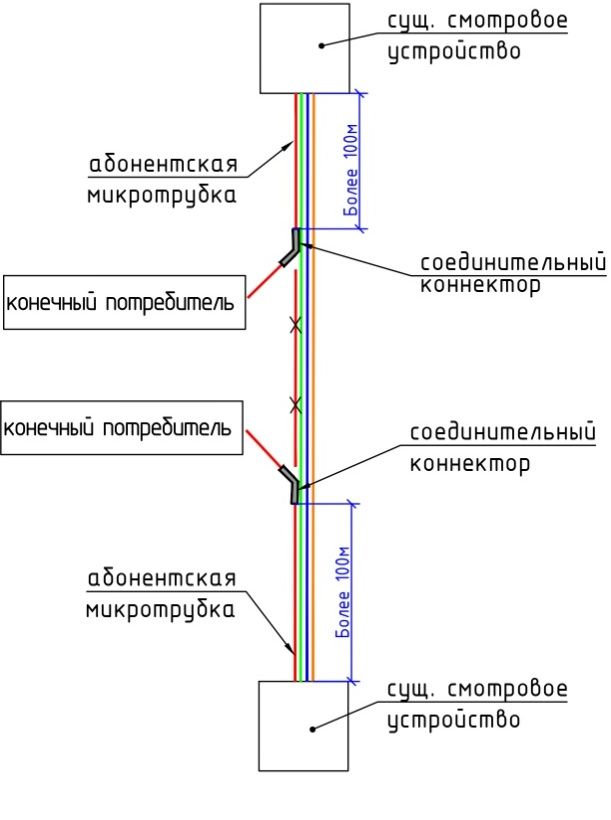 сущ. смотровое
устройство
абонентская
микротрубка
Более 100м
соединительный
коннектор
конечный потребитель
конечный потребитель
соединительный
коннектор
абонентская
микротрубка
Более 100м
сущ. смотровое
устройство